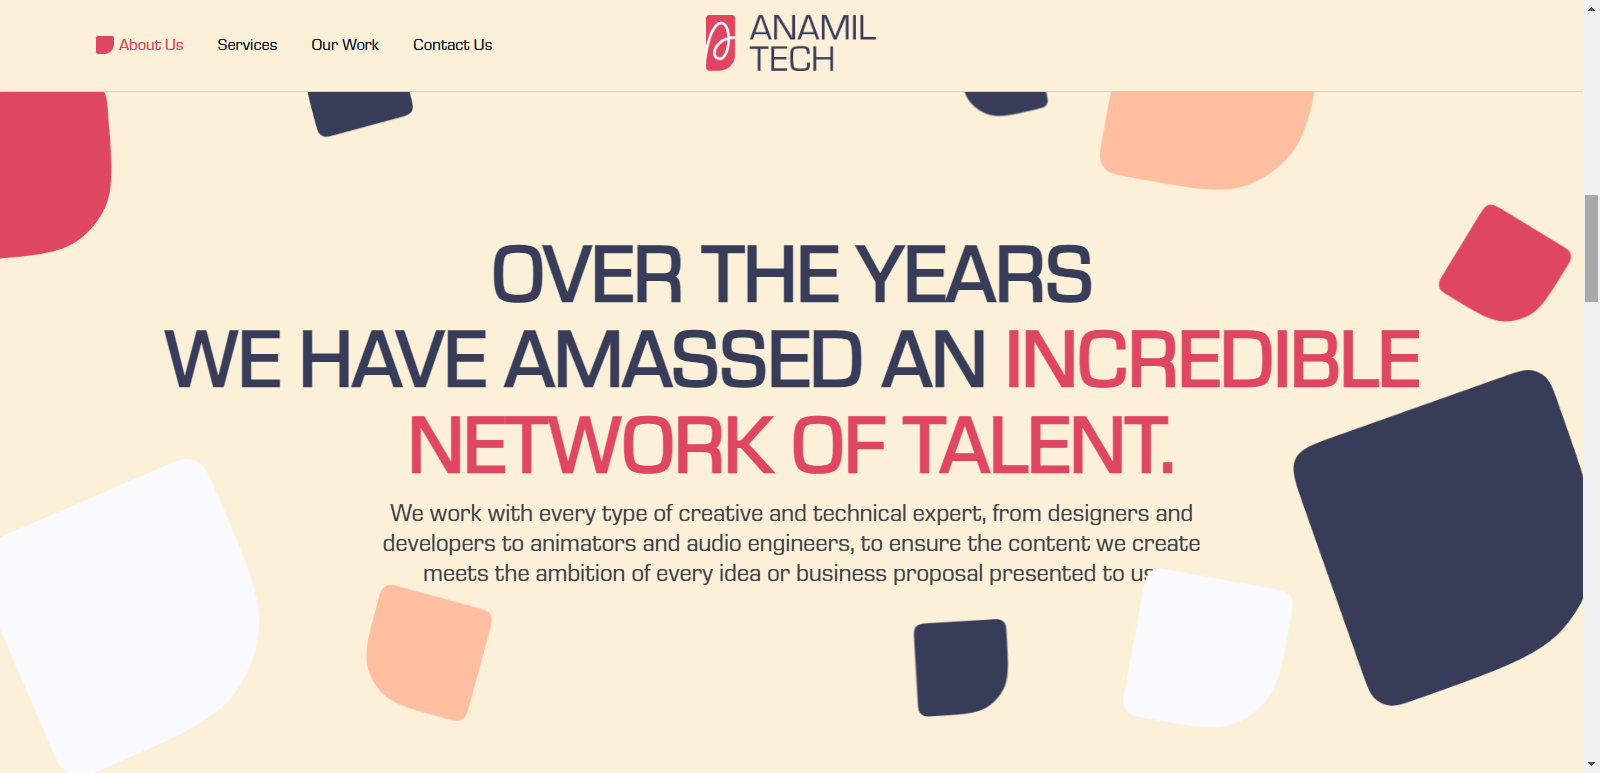 About Us Services Our Work Contact Us
ANAMIL
TECH
OVER THE YEARS
WE HAVE AMASSED AN INCREDIBLE
NETWORK OF TALENT.
We work with every type of creative and technical expert, from designers and
developers to animators and audio engineers, to ensure the content we create
meets the ambition of every idea or business proposal presented to us